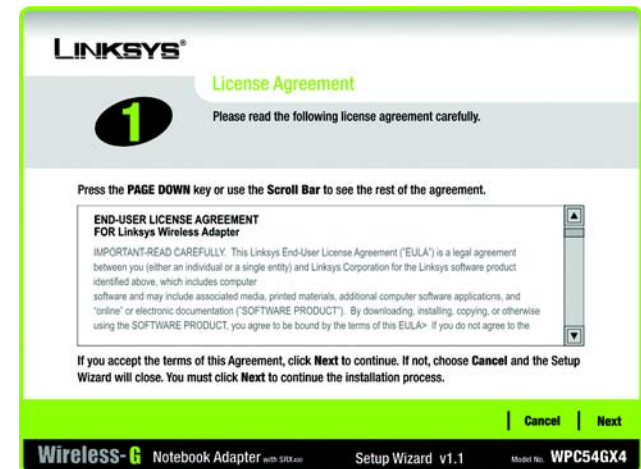 LINKSYS®
License Agreement
1
Please read the following license agreement carefully.
Press the PAGE DOWN key or use the Scroll Bar to see the rest of the agreement.
END-USER LICENSE AGREEMENT
FOR Linksys Wireless Adapter
IMPORTANT-READ CAREFULLY. This Linksys End-User License Agreement ("EULA") is a legal agreement
between you (either an individual or a single entity) and Linksys Corporation for the Linksys software product
identified above, which includes computer
software and may include associated media, printed materials, additional computer software applications, and
"online" or electronic documentation ("SOFTWARE PRODUCT"). By downloading, installing, copying, or otherwise
using the SOFTWARE PRODUCT, you agree to be bound by the terms of this EULA> If you do not agree to the
If you accept the terms of this Agreement, click Next to continue. If not, choose Cancel and the Setup
Wizard will close. You must click Next to continue the installation process.
Cancel Next
Wireless-G Notebook Adapter with SRX400 Setup Wizard v1.1 Model No. WPC54GX4